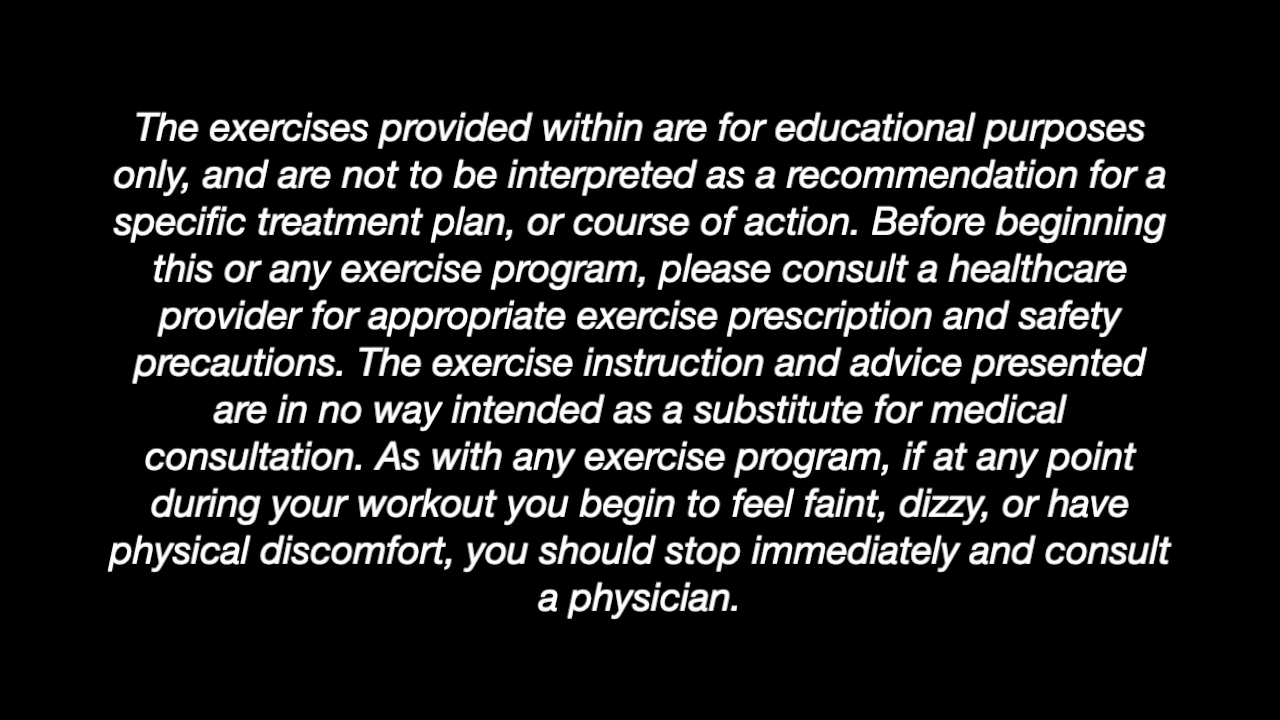 The exercises provided within are for educational purposes
only, and are not to be interpreted as a recommendation for a
specific treatment plan, or course of action. Before beginning
this or any exercise program, please consult a healthcare
provider for appropriate exercise prescription and safety
precautions. The exercise instruction and advice presented
are in no way intended as a substitute for medical
consultation. As with any exercise program, if at any point
during your workout you begin to feel faint, dizzy, or have
physical discomfort, you should stop immediately and consult
a physician.